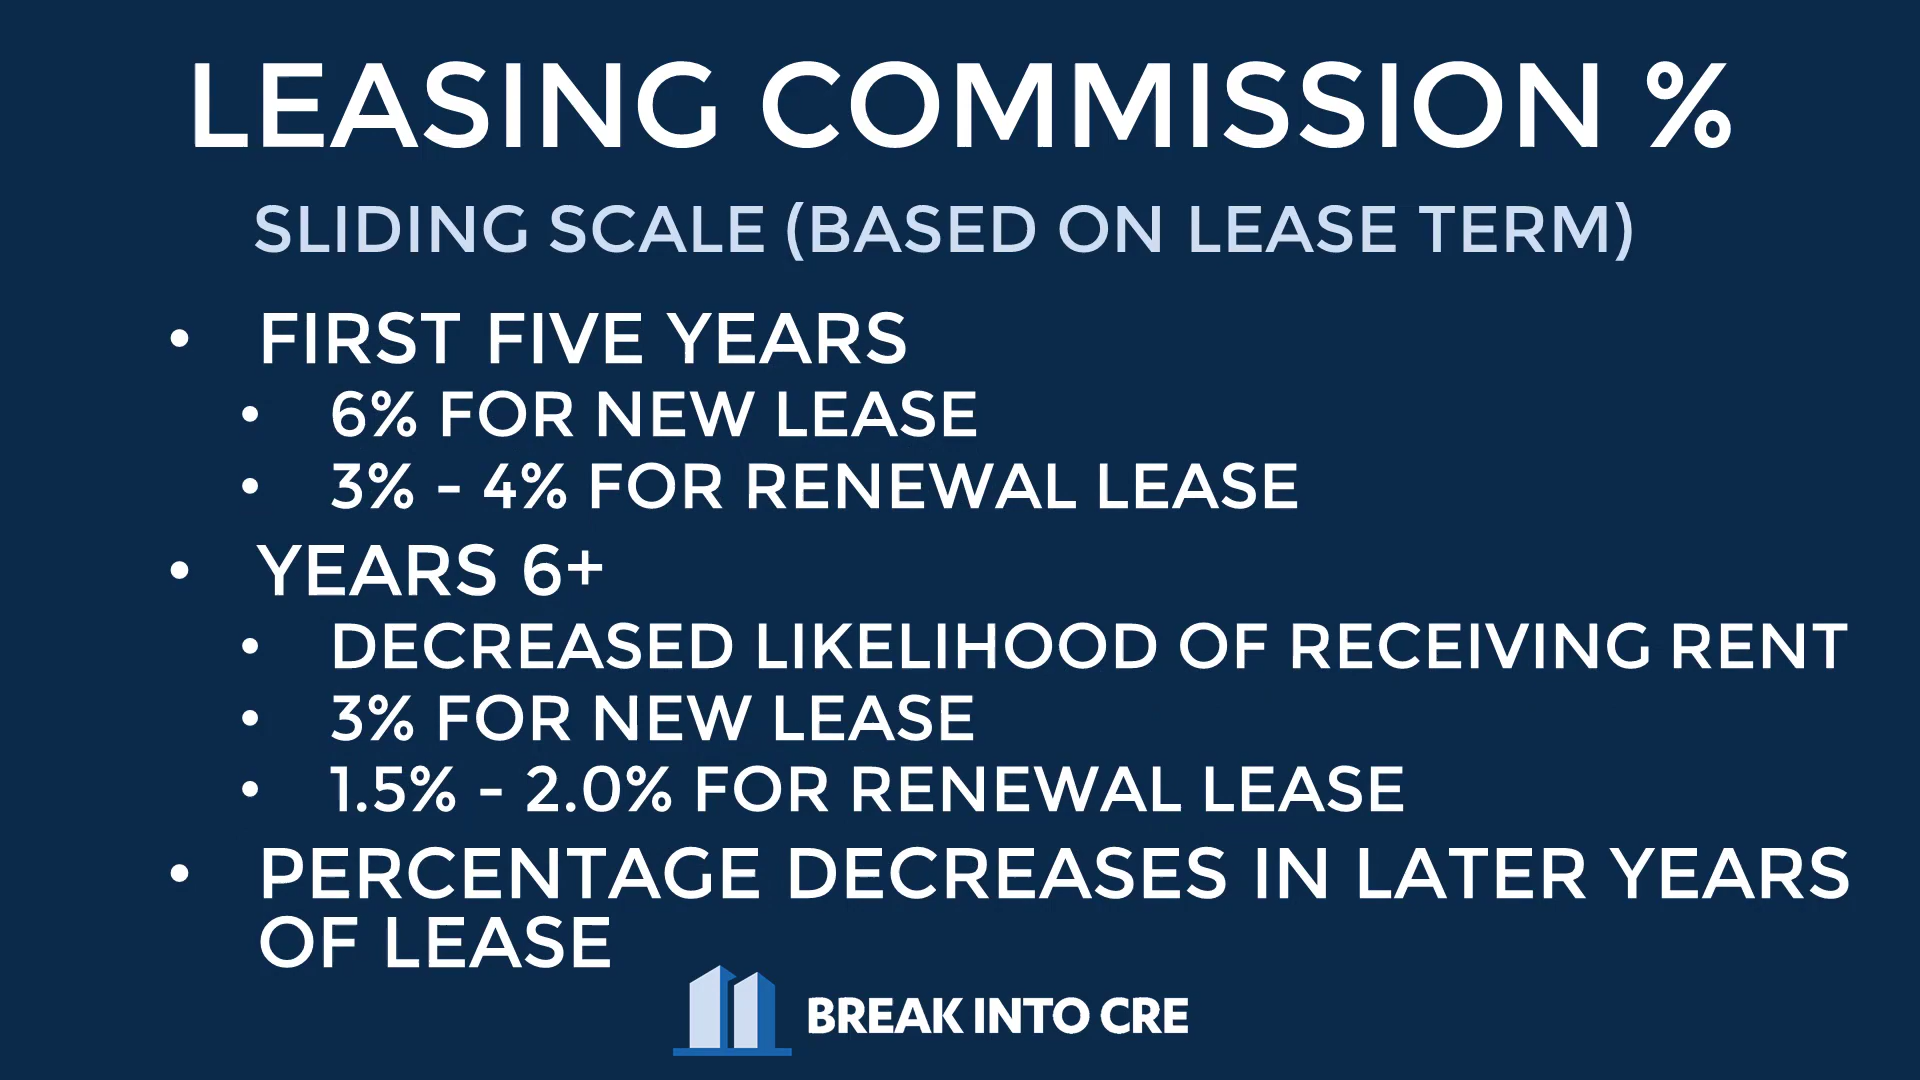 LEASING COMMISSION %
SLIDING SCALE (BASED ON LEASE TERM)
• FIRST FIVE YEARS
• 6% FOR NEW LEASE
• 3% - 4% FOR RENEWAL LEASE
• YEARS 6+
• DECREASED LIKELIHOOD OF RECEIVING RENT
• 3% FOR NEW LEASE
• 1.5% - 2.0% FOR RENEWAL LEASE
• PERCENTAGE DECREASES IN LATER YEARS
OF LEASE
BREAK INTO CRE